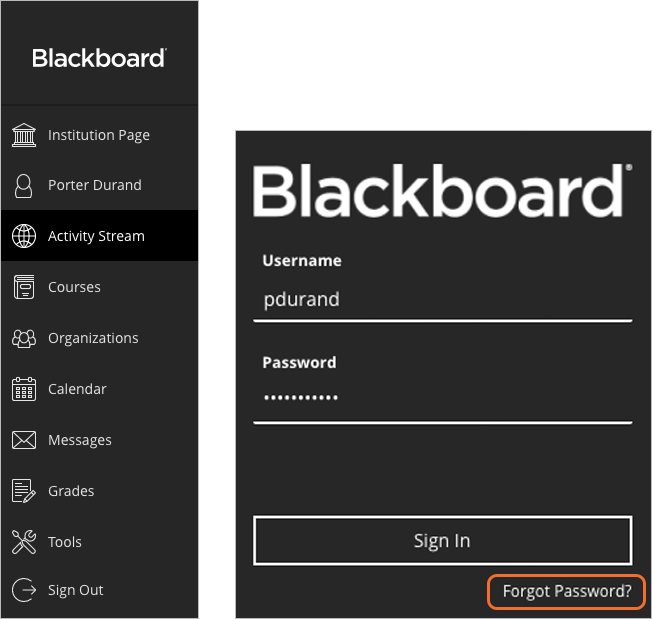 Blackboard
Institution Page
Porter Durand
Activity Stream
Courses
Organizations
Calendar
Messages
Grades
Tools
Sign Out
Blackboard®
Username
pdurand
Password
•••••••••••
Sign In
Forgot Password?